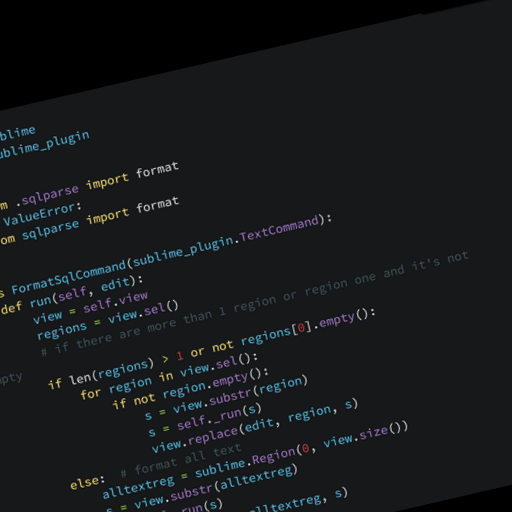 blime
ublime_plugin
m .sqlparse import format
ValueError:
om sqlparse import format
s FormatSqlCommand(sublime_plugin.TextCommand):
def run(self, edit):
view = self.view
regions = view.sel()
# if there are more than 1 region or region one and it's not
mpty
if len(regions) > 1 or not regions[0].empty():
for region in view.sel():
if not region.empty():
s = view.substr(region)
s = self._run(s)
view.replace(edit, region, s)
else: # format all text
alltextreg = sublime.Region(0, view.size())
s = view.substr(alltextreg)
_run(s)
alltextreg, s)